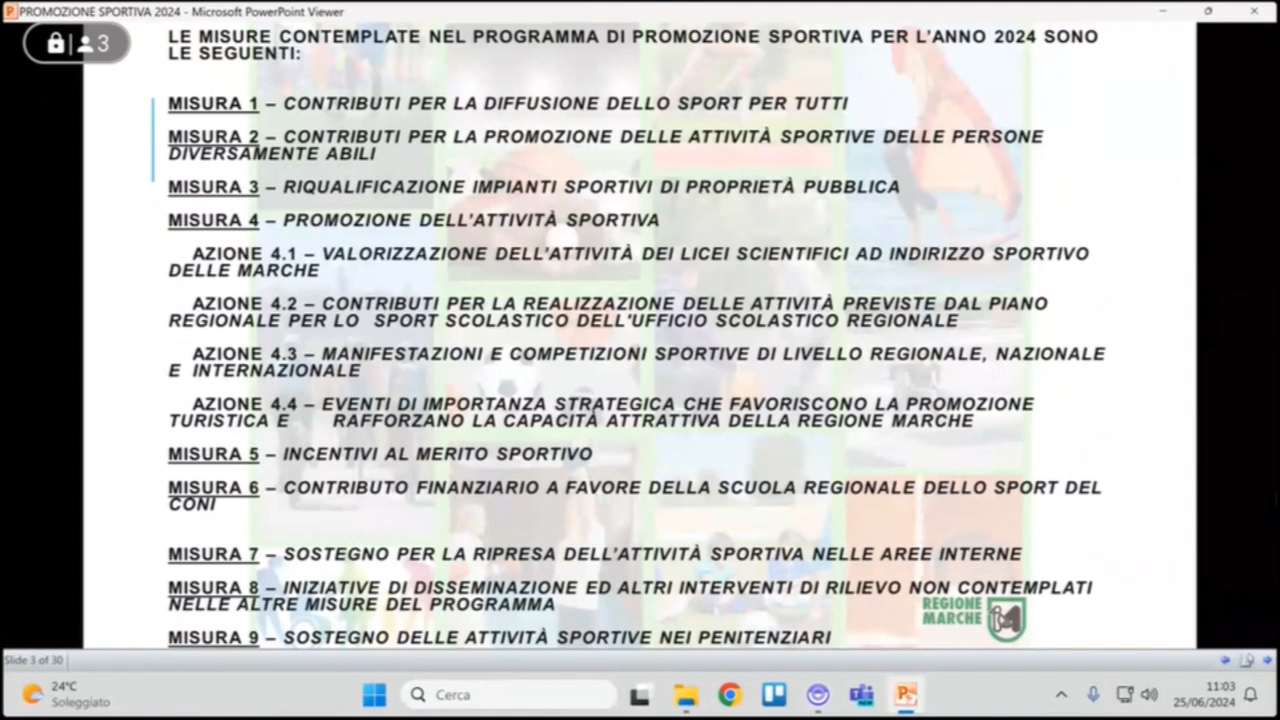 PROMOZIONE SPORTIVA 2024 - Microsoft PowerPoint Viewer
3
LE MISURE CONTEMPLATE NEL PROGRAMMA DI PROMOZIONE SPORTIVA PER L'ANNO 2024 SONO
LE SEGUENTI:
MISURA 1 – CONTRIBUTI PER LA DIFFUSIONE DELLO SPORT PER TUTTI
MISURA 2 – CONTRIBUTI PER LA PROMOZIONE DELLE ATTIVITÀ SPORTIVE DELLE PERSONE
DIVERSAMENTE ABILI
MISURA 3 – RIQUALIFICAZIONE IMPIANTI SPORTIVI DI PROPRIETÀ PUBBLICA
MISURA 4 – PROMOZIONE DELL'ATTIVITÀ SPORTIVA
AZIONE 4.1 – VALORIZZAZIONE DELL'ATTIVITÀ DEI LICEI SCIENTIFICI AD INDIRIZZO SPORTIVO
DELLE MARCHE
AZIONE 4.2 – CONTRIBUTI PER LA REALIZZAZIONE DELLE ATTIVITÀ PREVISTE DAL PIANO
REGIONALE PER LO SPORT SCOLASTICO DELL'UFFICIO SCOLASTICO REGIONALE
AZIONE 4.3 – MANIFESTAZIONI E COMPETIZIONI SPORTIVE DI LIVELLO REGIONALE, NAZIONALE
E INTERNAZIONALE
AZIONE 4.4 – EVENTI DI IMPORTANZA STRATEGICA CHE FAVORISCONO LA PROMOZIONE
TURISTICA E RAFFORZANO LA CAPACITÀ ATTRATTIVA DELLA REGIONE MARCHE
MISURA 5 – INCENTIVI AL MERITO SPORTIVO
MISURA 6 – CONTRIBUTO FINANZIARIO A FAVORE DELLA SCUOLA REGIONALE DELLO SPORT DEL
CONI
MISURA 7 – SOSTEGNO PER LA RIPRESA DELL'ATTIVITÀ SPORTIVA NELLE AREE INTERNE
MISURA 8 – INIZIATIVE DI DISSEMINAZIONE ED ALTRI INTERVENTI DI RILIEVO NON CONTEMPLATI
NELLE ALTRE MISURE DEL PROGRAMMA
REGIONE
MARCHE
MISURA 9 – SOSTEGNO DELLE ATTIVITÀ SPORTIVE NEI PENITENZIARI
Slide 3 of 30
24°C
Soleggiato
Cerca
11:03
25/06/2024